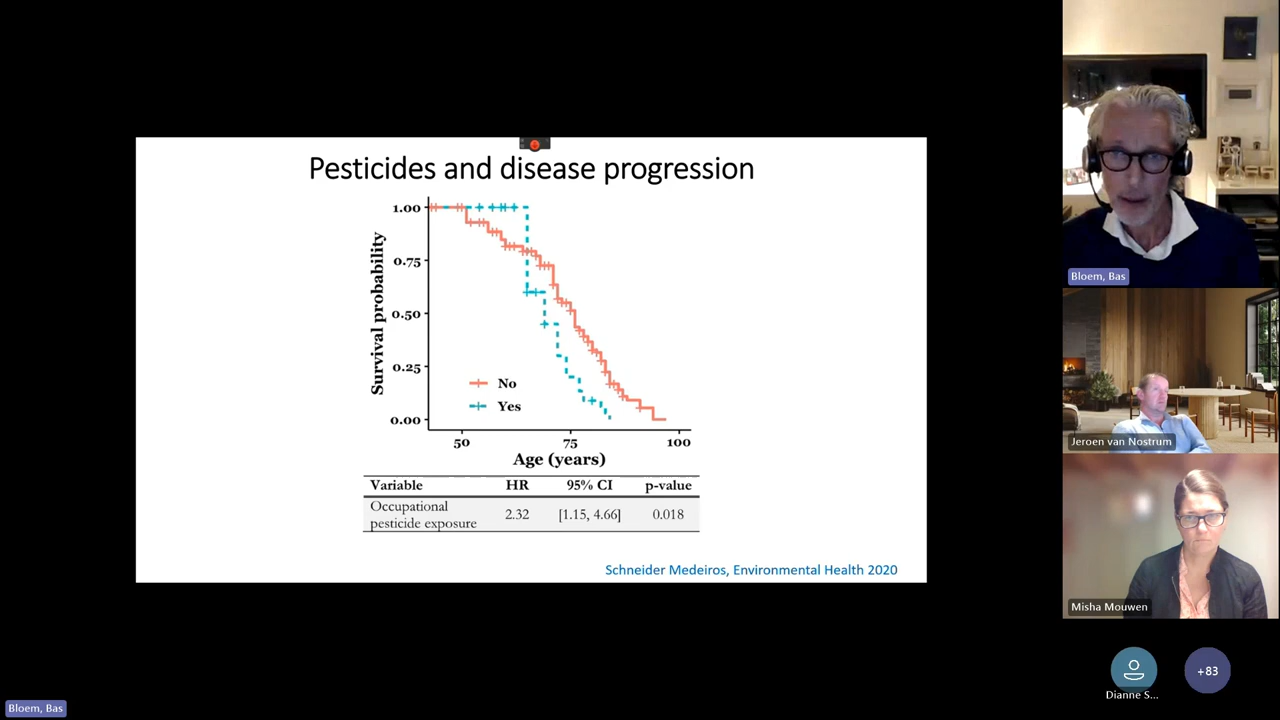 Pesticides and disease progression
Survival probability
1.00
0.75
0.50
0.25
0.00
No
Yes
50 75 100
Age (years)
Variable HR 95% CI p-value
Occupational
pesticide exposure 2.32 [1.15, 4.66] 0.018
Schneider Medeiros, Environmental Health 2020
Bloem, Bas
Jeroen van Nostrum
Misha Mouwen
Dianne S...
+83
Bloem, Bas